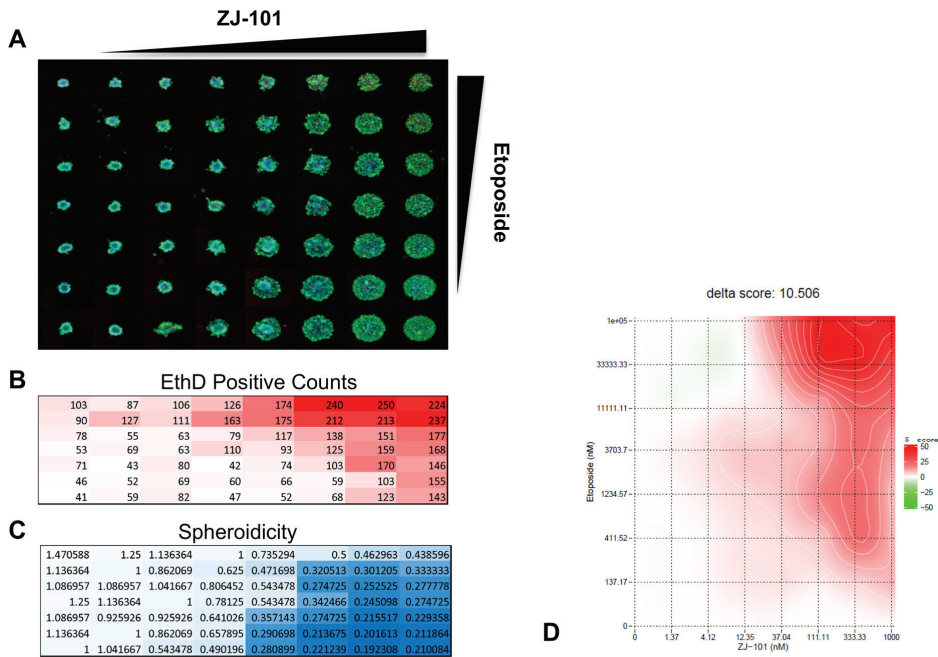 ZJ-101
A
Etoposide
B
EthD Positive Counts
103 87 106 126 174 240 250 224
90 127 111 163 175 212 213 237
78 55 63 79 117 138 151 177
53 69 63 110 93 125 159 168
71 43 80 42 74 103 170 146
46 52 69 60 66 59 103 155
41 59 82 47 52 68 123 143
C
Spheroidicity
1.470588 1.25 1.136364 1 0.735294 0.5 0.462963 0.438596
1.136364 1 0.862069 0.625 0.471698 0.320513 0.301205 0.333333
1.086957 1.086957 1.041667 0.806452 0.543478 0.274725 0.252525 0.277778
1.25 1.136364 1 0.78125 0.543478 0.342466 0.245098 0.274725
1.086957 0.925926 0.925926 0.641026 0.357143 0.274725 0.215517 0.229358
1.136364 1 0.862069 0.657895 0.290698 0.213675 0.201613 0.211864
1 1.041667 0.543478 0.490196 0.280899 0.221239 0.192308 0.210084
D
delta score: 10.506
Etoposide (nM)
1e+05
33333.33
11111.11
3703.7
1234.57
411.52
137.17
0
0 1.37 4.12 12.35 37.04 111.11 333.33 1000
ZJ-101 (nM)
score
50
25
0
−25
−50